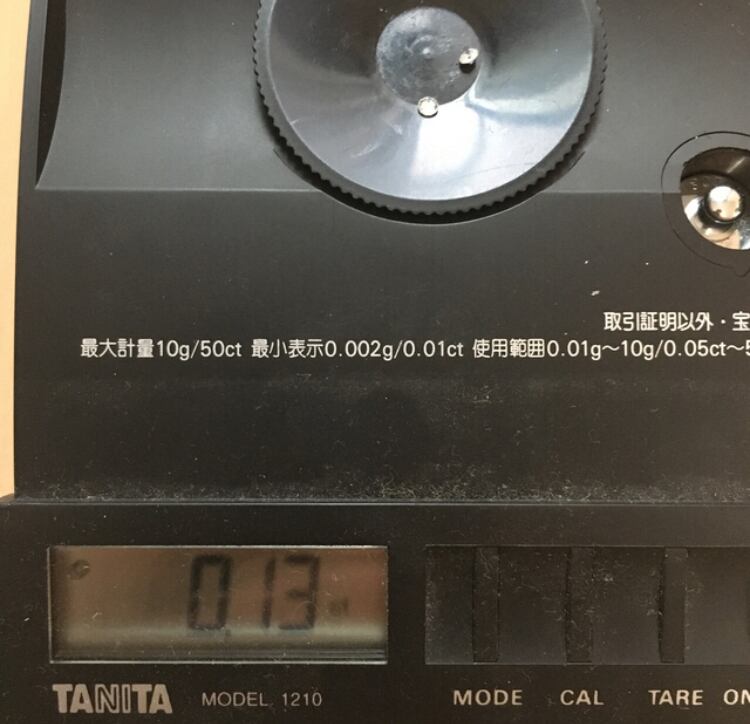 取引証明以外・宝
最大計量10g/50ct 最小表示0.002g/0.01ct 使用範囲0.01g～10g/0.05ct～5
0.13
TANITA MODEL 1210 MODE CAL TARE ON